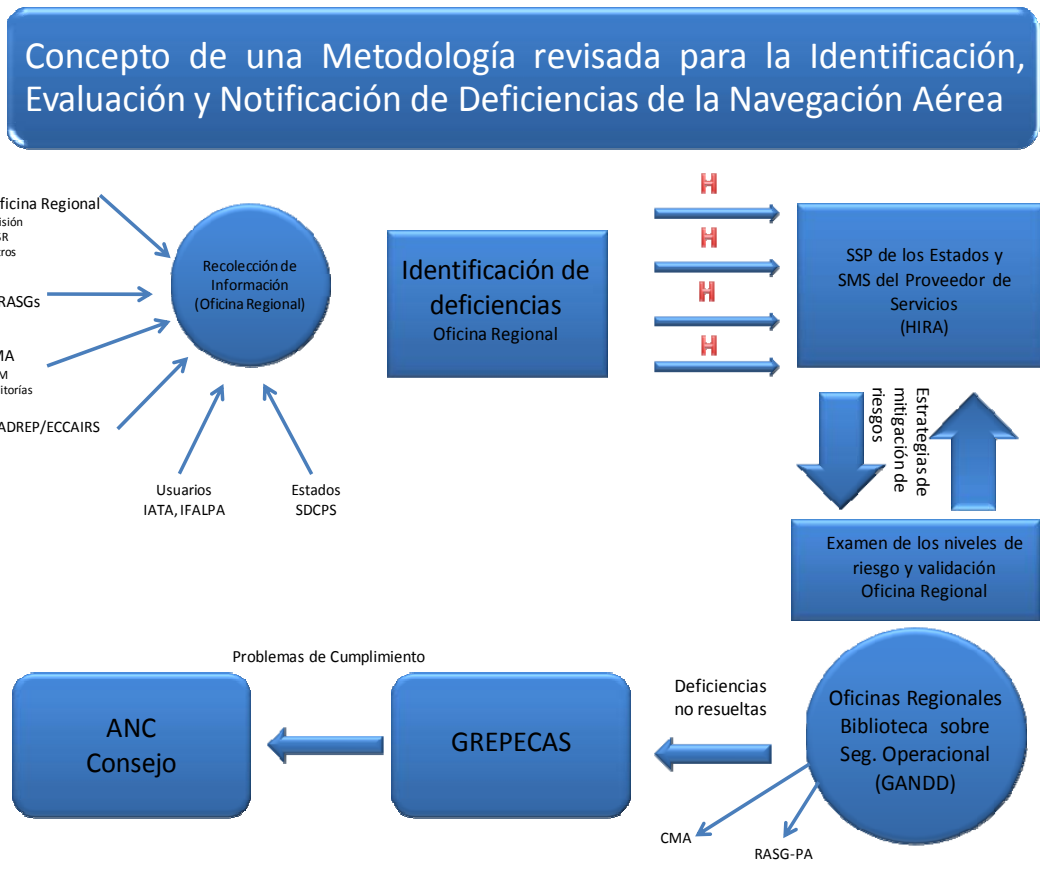 Concepto de una Metodología revisada para la Identificación,
Evaluación y Notificación de Deficiencias de la Navegación Aérea
ficina Regional
isión
SR
tros
RASGs
MA
M
itorías
ADREP/ECCAIRS
Usuarios
IATA, IFALPA
Estados
SDCPS
Recolección de
Información
(Oficina Regional)
Identificación de
deficiencias
Oficina Regional
H
H
H
H
SSP de los Estados y
SMS del Proveedor de
Servicios
(HIRA)
Estrategias de
mitigación de
riesgos
Examen de los niveles de
riesgo y validación
Oficina Regional
Oficinas Regionales
Biblioteca sobre
Seg. Operacional
(GANDD)
CMA
RASG-PA
Deficiencias
no resueltas
GREPECAS
Problemas de Cumplimiento
ANC
Consejo